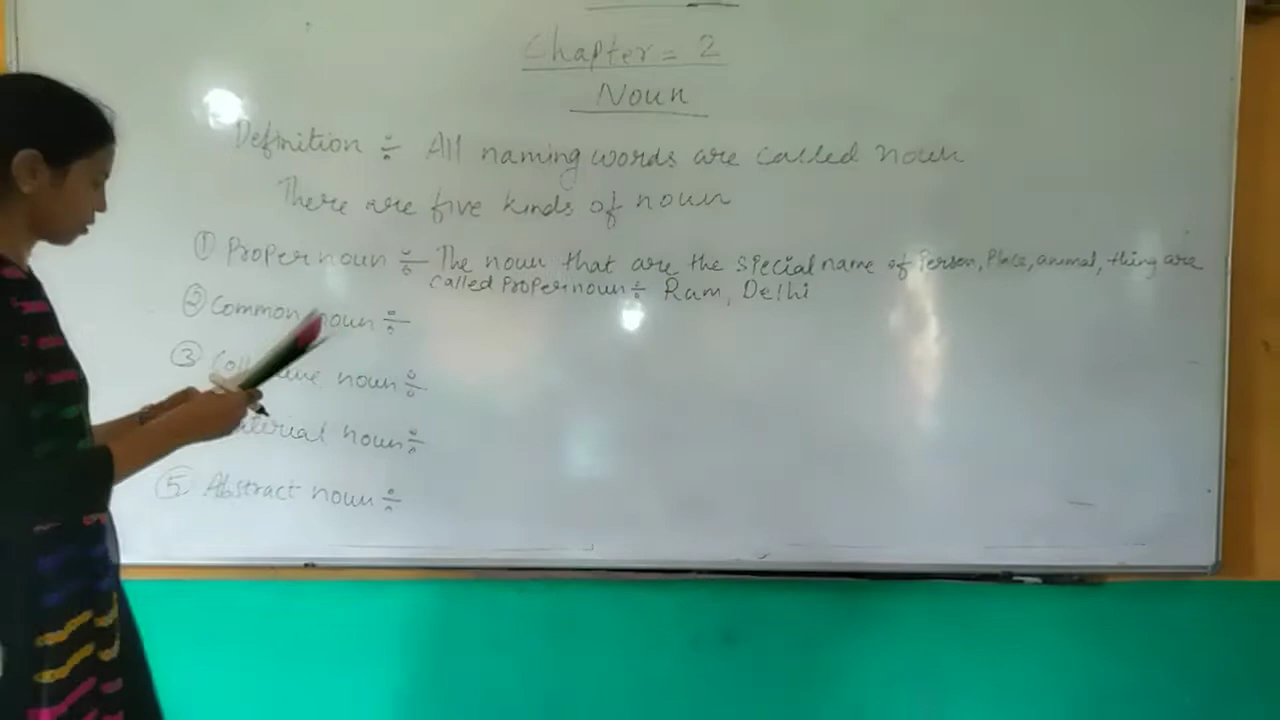 Chapter = 2
Noun
Definition ÷ All naming words are called noun
There are five kinds of noun
① Proper noun ÷ The noun that are the special name of Person, Place, animal, thing are
called Proper noun ÷ Ram, Delhi
② Common noun ÷
③ noun ÷
noun ÷
⑤ Abstract noun ÷